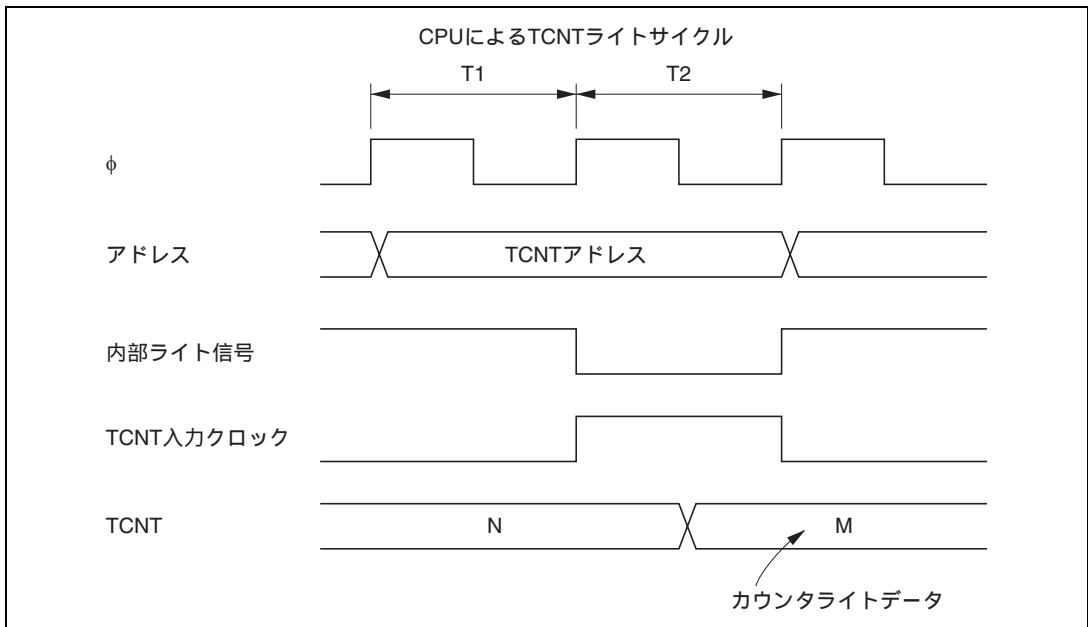 CPUによるTCNTライトサイクル
T1 T2
φ
アドレス TCNTアドレス
内部ライト信号
TCNT入力クロック
TCNT N M
カウンタライトデータ